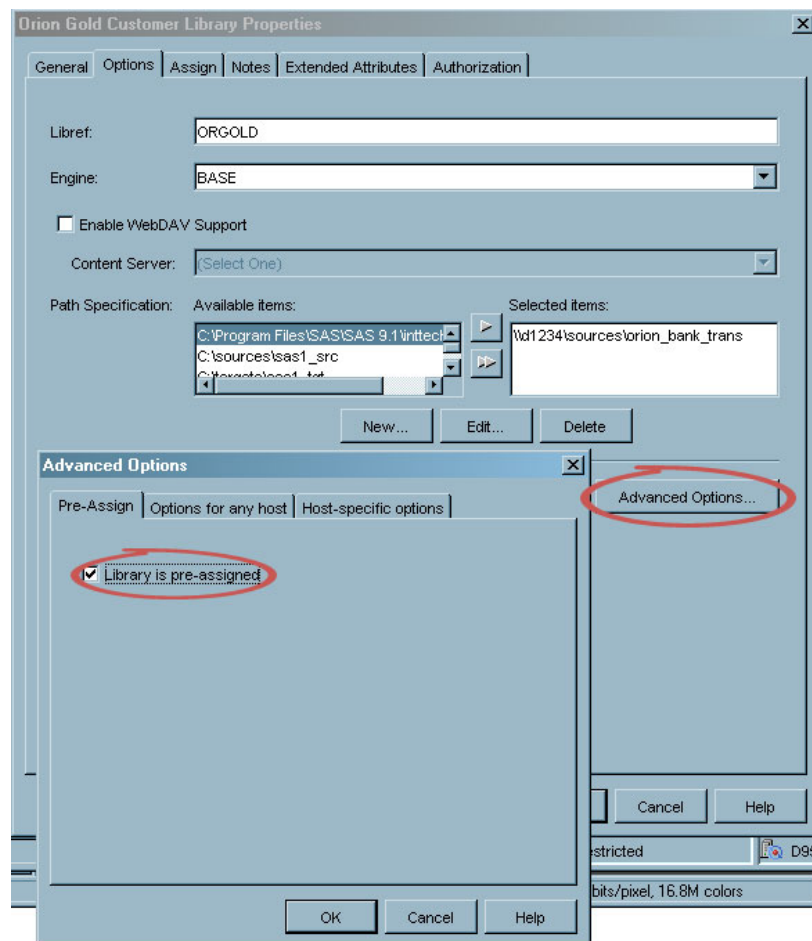 Orion Gold Customer Library Properties
General Options Assign Notes Extended Attributes Authorization
Libref: ORGOLD
Engine: BASE
Enable WebDAV Support
Content Server: (Select One)
Path Specification: Available items: Selected items:
C:\Program Files\SAS\SAS 9.1\inttech
\\d1234\sources\orion_bank_trans
C:\sources\sas1_src
C:\targets\sas1_tgt
New... Edit... Delete
Advanced Options...
Advanced Options
Pre-Assign Options for any host Host-specific options
Library is pre-assigned
Cancel Help
estricted D95
bits/pixel, 16.8M colors
OK Cancel Help